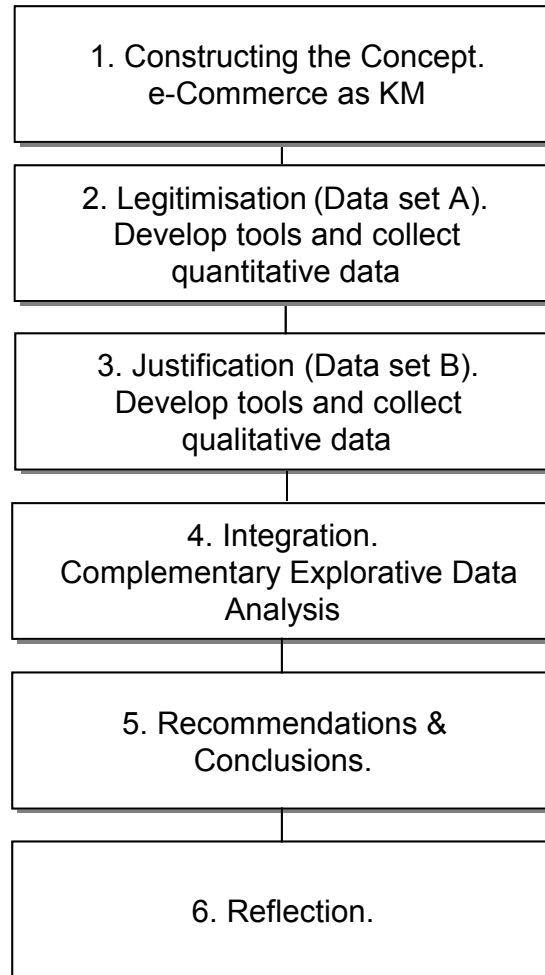 1. Constructing the Concept.
e-Commerce as KM
2. Legitimisation (Data set A).
Develop tools and collect
quantitative data
3. Justification (Data set B).
Develop tools and collect
qualitative data
4. Integration.
Complementary Explorative Data
Analysis
5. Recommendations &
Conclusions.
6. Reflection.